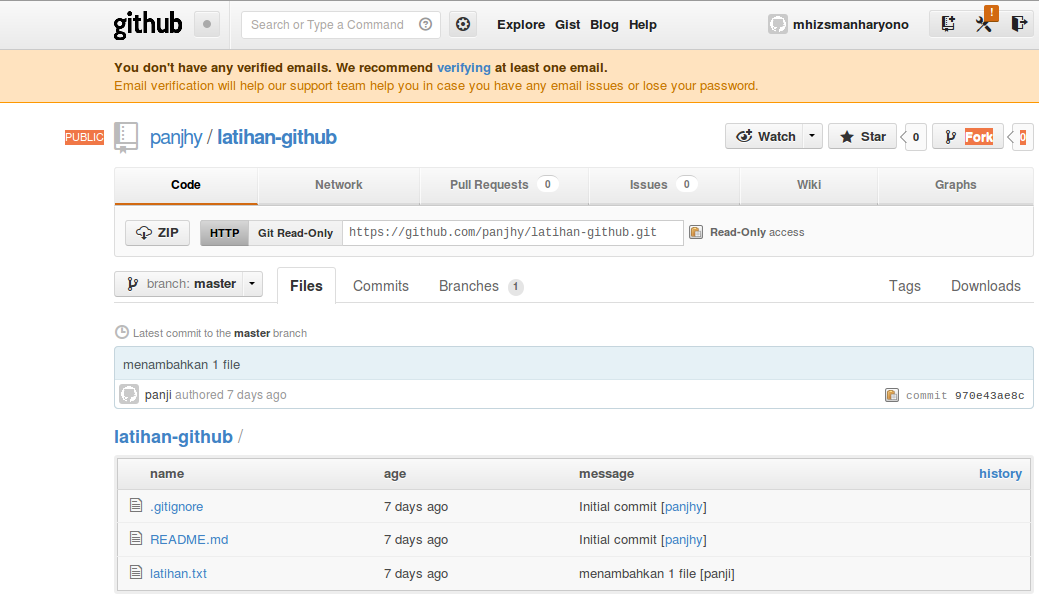 github Search or Type a Command Explore Gist Blog Help mhizsmanharyono !
You don't have any verified emails. We recommend verifying at least one email.
Email verification will help our support team help you in case you have any email issues or lose your password.
PUBLIC panjhy / latihan-github Watch Star 0 Fork 0
Code Network Pull Requests 0 Issues 0 Wiki Graphs
ZIP HTTP Git Read-Only https://github.com/panjhy/latihan-github.git Read-Only access
branch: master Files Commits Branches 1 Tags Downloads
Latest commit to the master branch
menambahkan 1 file
panji authored 7 days ago commit 970e43ae8c
latihan-github /
name age message history
.gitignore 7 days ago Initial commit [panjhy]
README.md 7 days ago Initial commit [panjhy]
latihan.txt 7 days ago menambahkan 1 file [panji]